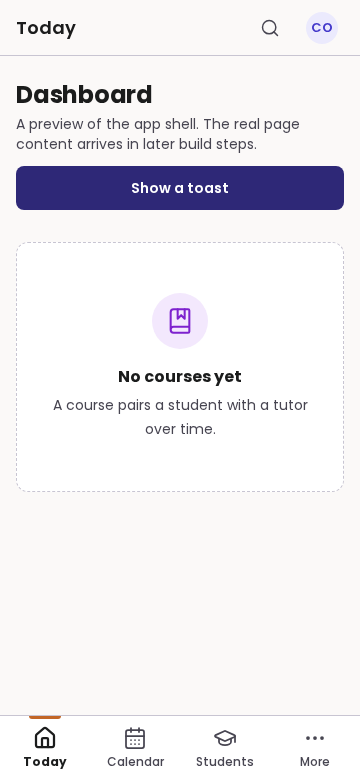 Today
CO
Dashboard
A preview of the app shell. The real page
content arrives in later build steps.
Show a toast
No courses yet
A course pairs a student with a tutor
over time.
Today
Calendar
Students
More